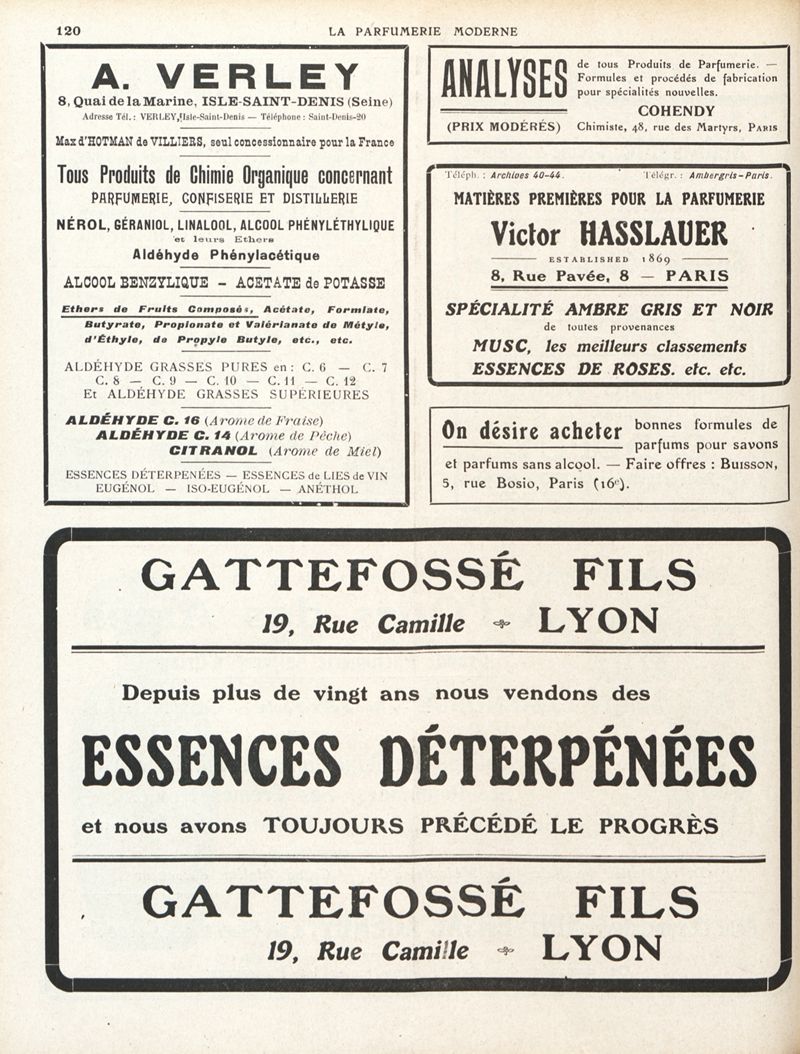 120
LA PARFUMERIE MODERNE
A. VERLEY
8, Quai de la Marine, ISLE-SAINT-DENIS (Seine)
Adresse Tél. : VERLEY, Isle-Saint-Denis — Téléphone : Saint-Denis-20
Max d'HOTMAN de VILLIERS, seul concessionnaire pour la France
Tous Produits de Chimie Organique concernant
PARFUMERIE, CONFISERIE ET DISTILLERIE
NÉROL, GÉRANIOL, LINALOOL, ALCOOL PHÉNYLÉTHYLIQUE
et leurs Ethers
Aldéhyde Phénylacétique
ALCOOL BENZYLIQUE — ACETATE de POTASSE
Ethers de Fruits Composés, Acétate, Formiate,
Butyrate, Propionate et Valérianate de Métyle,
d'Éthyle, de Propyle Butyle, etc., etc.
ALDÉHYDE GRASSES PURES en : C. 6 — C. 7
C. 8 — C. 9 — C. 10 — C. 11 — C. 12
Et ALDÉHYDE GRASSES SUPÉRIEURES
ALDÉHYDE C. 16 (Arome de Fraise)
ALDÉHYDE C. 14 (Arome de Pêche)
CITRANOL (Arome de Miel)
ESSENCES DÉTERPENÉES — ESSENCES de LIES de VIN
EUGÉNOL — ISO-EUGÉNOL — ANÉTHOL
ANALYSES
(PRIX MODÉRÉS)
de tous Produits de Parfumerie. —
Formules et procédés de fabrication
pour spécialités nouvelles.
COHENDY
Chimiste, 48, rue des Martyrs, PARIS
Téléph. : Archives 40-44. Télégr. : Ambergris-Paris.
MATIÈRES PREMIÈRES POUR LA PARFUMERIE
Victor HASSLAUER
ESTABLISHED 1869
8, Rue Pavée, 8 — PARIS
SPÉCIALITÉ AMBRE GRIS ET NOIR
de toutes provenances
MUSC, les meilleurs classements
ESSENCES DE ROSES. etc. etc.
On désire acheter bonnes formules de
parfums pour savons
et parfums sans alcool. — Faire offres : BUISSON,
5, rue Bosio, Paris (16e).
GATTEFOSSÉ FILS
19, Rue Camille LYON
Depuis plus de vingt ans nous vendons des
ESSENCES DÉTERPÉNÉES
et nous avons TOUJOURS PRÉCÉDÉ LE PROGRÈS
GATTEFOSSÉ FILS
19, Rue Camille LYON